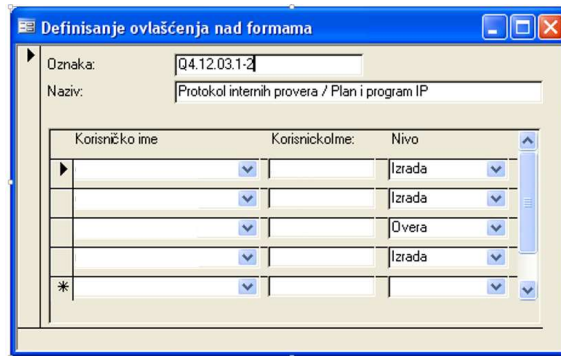 Definisanje ovlašćenja nad formama
Oznaka: Q4.12.03.1-2
Naziv: Protokol internih provera / Plan i program IP
Korisničko ime KorisnickoIme: Nivo
Izrada
Izrada
Overa
Izrada